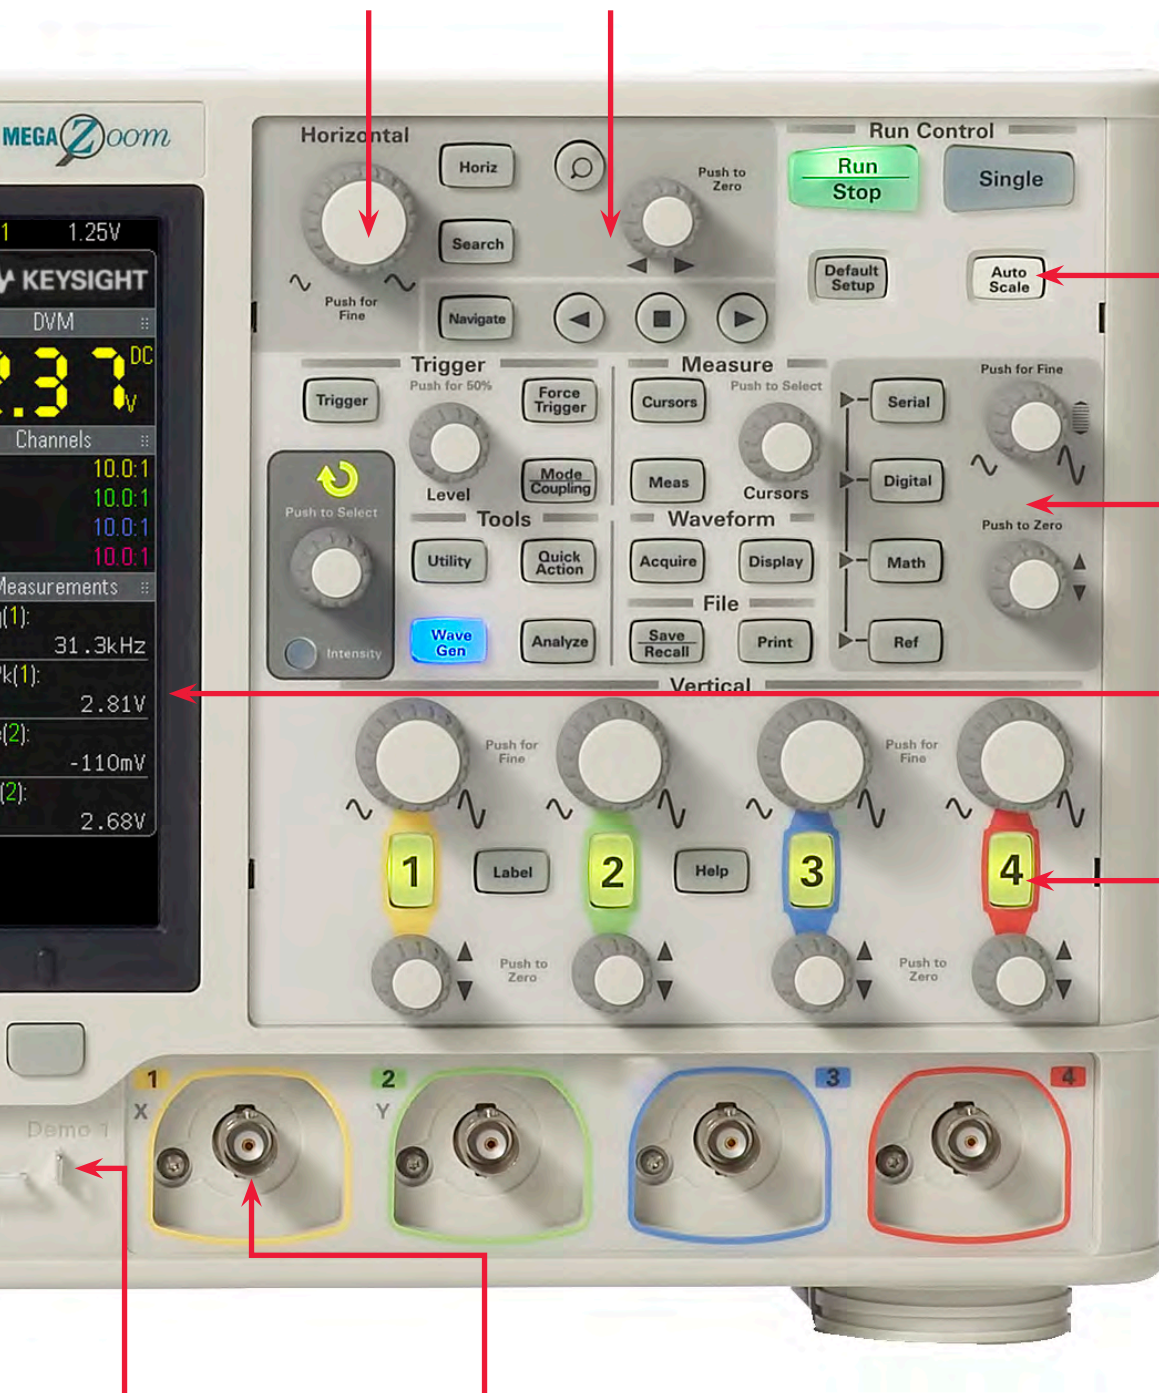 MEGA Zoom
1 1.25V
KEYSIGHT
DVM
2.37 DC
V
Channels
10.0:1
10.0:1
10.0:1
10.0:1
Measurements
(1):
31.3kHz
k(1):
2.81V
(2):
-110mV
(2):
2.68V
Demo 1
Horizontal
Horiz
Search
Push for
Fine
Navigate
Push to
Zero
Run Control
Run
Stop
Single
Default
Setup
Auto
Scale
Trigger
Trigger
Push for 50%
Level
Force
Trigger
Mode
Coupling
Push to Select
Intensity
Tools
Utility
Quick
Action
Wave
Gen
Analyze
Measure
Cursors
Push to Select
Meas
Cursors
Waveform
Acquire
Display
File
Save
Recall
Print
Serial
Digital
Math
Ref
Push for Fine
Push to Zero
Vertical
Push for
Fine
Push for
Fine
1
Label
2
Help
3
4
Push to
Zero
Push to
Zero
1
X
2
Y
3
4